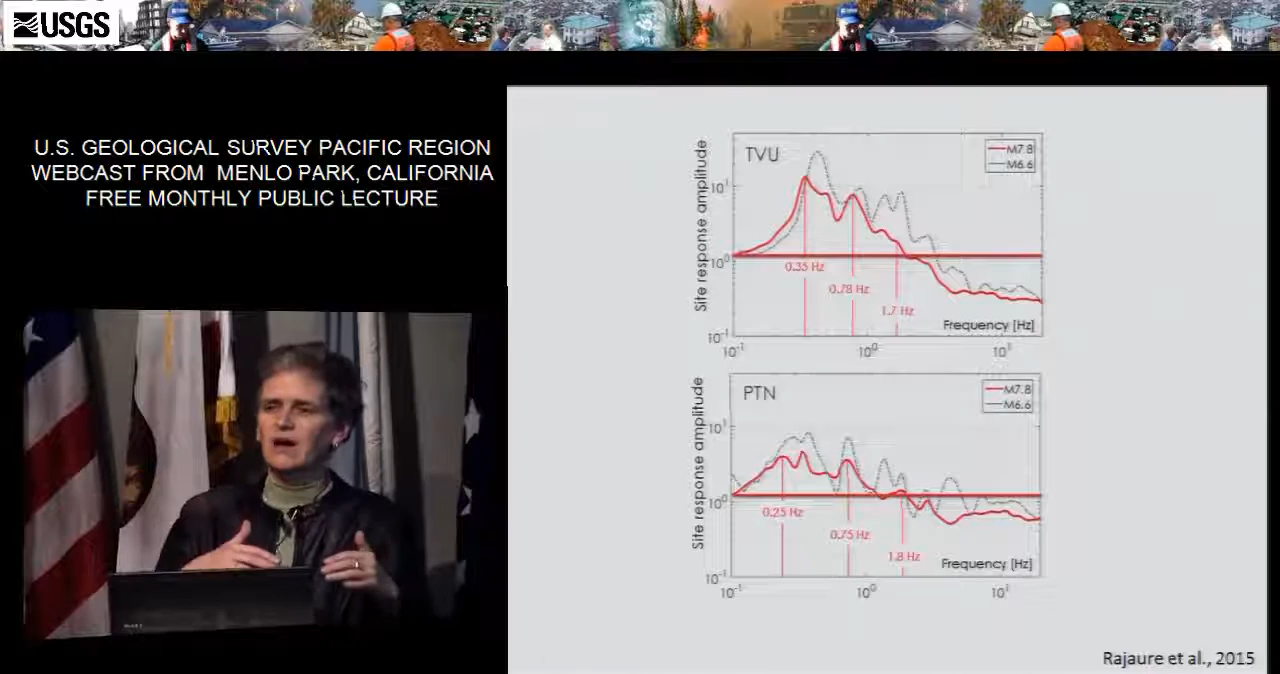 USGS
U.S. GEOLOGICAL SURVEY PACIFIC REGION
WEBCAST FROM MENLO PARK, CALIFORNIA
FREE MONTHLY PUBLIC LECTURE
TVU
M7.8
M6.6
Site response amplitude
10¹
10⁰
10⁻¹
0.35 Hz
0.78 Hz
1.7 Hz
Frequency [Hz]
10⁻¹
10⁰
10¹
PTN
M7.8
M6.6
Site response amplitude
10¹
10⁰
10⁻¹
0.25 Hz
0.75 Hz
1.8 Hz
Frequency [Hz]
10⁻¹
10⁰
10¹
Rajaure et al., 2015